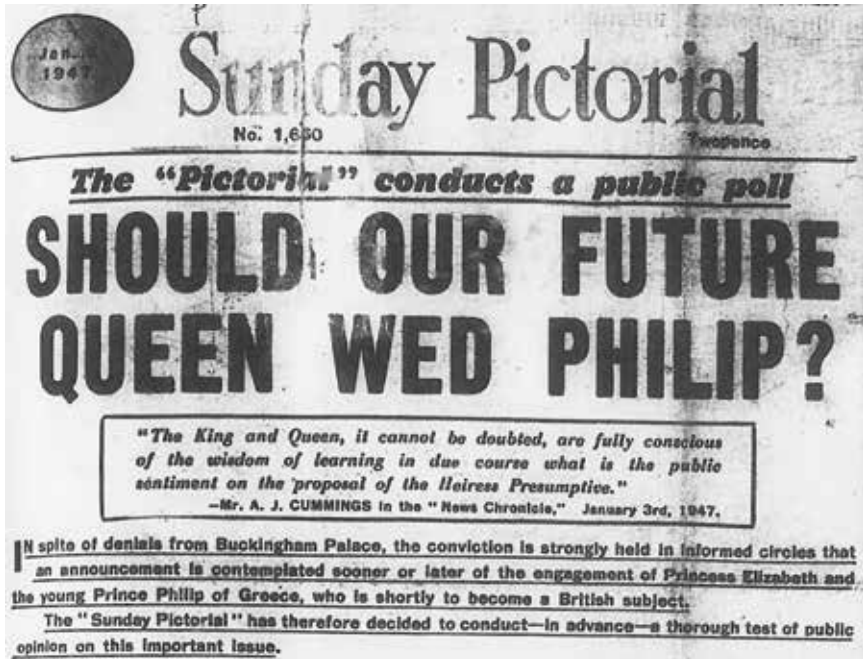 Jan.
1947
Sunday Pictorial
No. 1,660
Twopence
The "Pictorial" conducts a public poll
SHOULD OUR FUTURE
QUEEN WED PHILIP?
"The King and Queen, it cannot be doubted, are fully conscious
of the wisdom of learning in due course what is the public
sentiment on the proposal of the Heiress Presumptive."
—Mr. A. J. CUMMINGS in the "News Chronicle," January 3rd, 1947.
IN spite of denials from Buckingham Palace, the conviction is strongly held in informed circles that
an announcement is contemplated sooner or later of the engagement of Princess Elizabeth and
the young Prince Philip of Greece, who is shortly to become a British subject.
The "Sunday Pictorial" has therefore decided to conduct—in advance—a thorough test of public
opinion on this important issue.